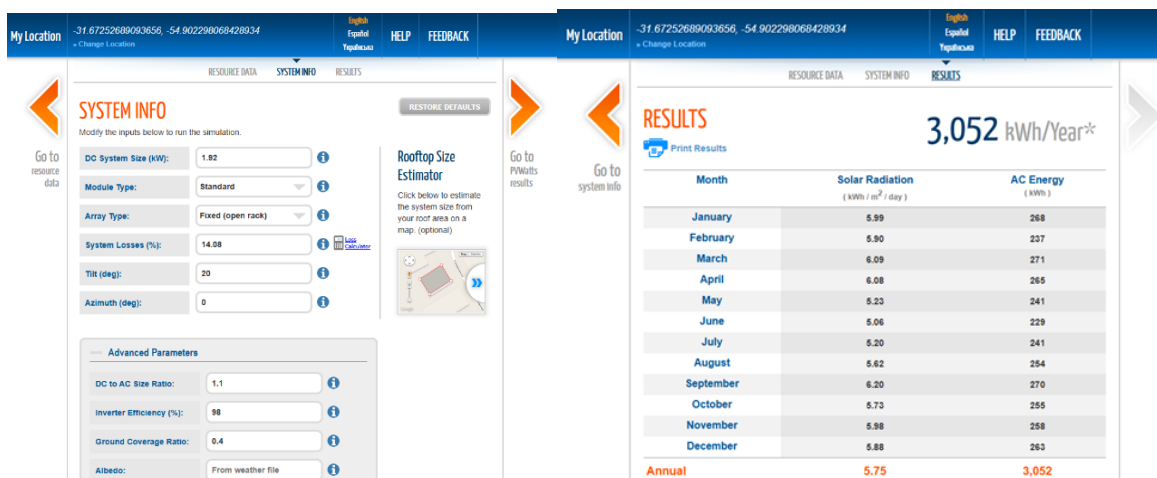 My Location
-31.67252689093656, -54.902298068428934
» Change Location
English
Español
Українська
HELP
FEEDBACK
RESOURCE DATA
SYSTEM INFO
RESULTS
Go to
resource
data
SYSTEM INFO
RESTORE DEFAULTS
Modify the inputs below to run the simulation.
DC System Size (kW): 1.92
Module Type: Standard
Array Type: Fixed (open rack)
System Losses (%): 14.08
Loss
Calculator
Tilt (deg): 20
Azimuth (deg): 0
Rooftop Size
Estimator
Click below to estimate
the system size from
your roof area on a
map. (optional)
Google
Go to
PVWatts
results
Advanced Parameters
DC to AC Size Ratio: 1.1
Inverter Efficiency (%): 98
Ground Coverage Ratio: 0.4
Albedo: From weather file
My Location
-31.67252689093656, -54.902298068428934
» Change Location
English
Español
Українська
HELP
FEEDBACK
RESOURCE DATA
SYSTEM INFO
RESULTS
Go to
system info
RESULTS
Print Results
3,052 kWh/Year*
Month Solar Radiation AC Energy
( kWh / m2 / day ) ( kWh )
January 5.99 268
February 5.90 237
March 6.09 271
April 6.08 265
May 5.23 241
June 5.06 229
July 5.20 241
August 5.62 254
September 6.20 270
October 5.73 255
November 5.98 258
December 5.88 263
Annual 5.75 3,052